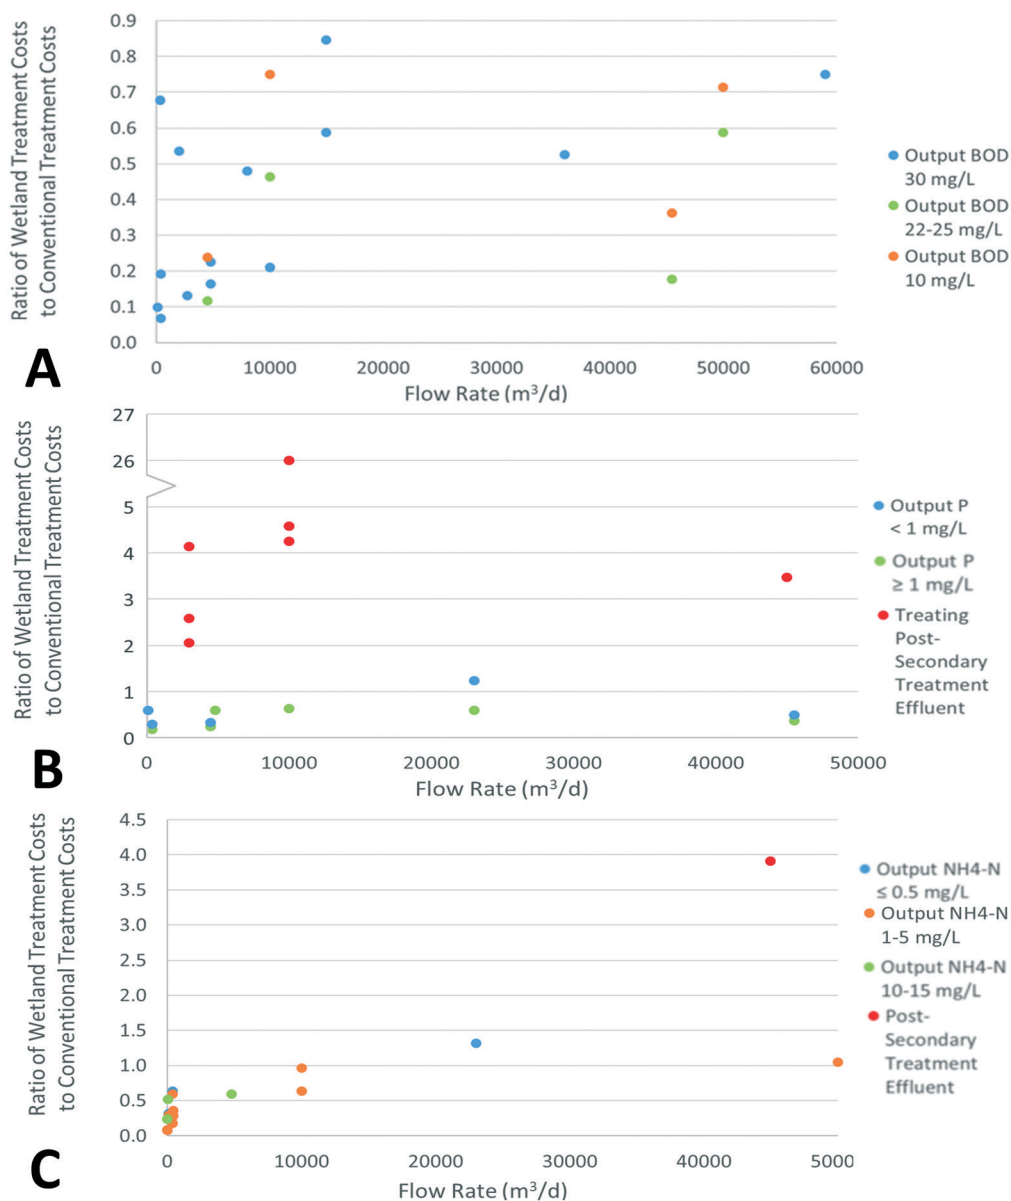 Ratio of Wetland Treatment Costs
to Conventional Treatment Costs
0.9
0.8
0.7
0.6
0.5
0.4
0.3
0.2
0.1
0.0
0 10000 20000 30000 40000 50000 60000
Flow Rate (m³/d)
Output BOD
30 mg/L
Output BOD
22-25 mg/L
Output BOD
10 mg/L
A
Ratio of Wetland Treatment Costs
to Conventional Treatment Costs
27
26
5
4
3
2
1
0
0 10000 20000 30000 40000 50000
Flow Rate (m³/d)
Output P
< 1 mg/L
Output P
≥ 1 mg/L
Treating
Post-
Secondary
Treatment
Effluent
B
Ratio of Wetland Treatment Costs
to Conventional Treatment Costs
4.5
4.0
3.5
3.0
2.5
2.0
1.5
1.0
0.5
0.0
0 10000 20000 30000 40000 5000
Flow Rate (m³/d)
Output NH4-N
≤ 0.5 mg/L
Output NH4-N
1-5 mg/L
Output NH4-N
10-15 mg/L
Post-
Secondary
Treatment
Effluent
C